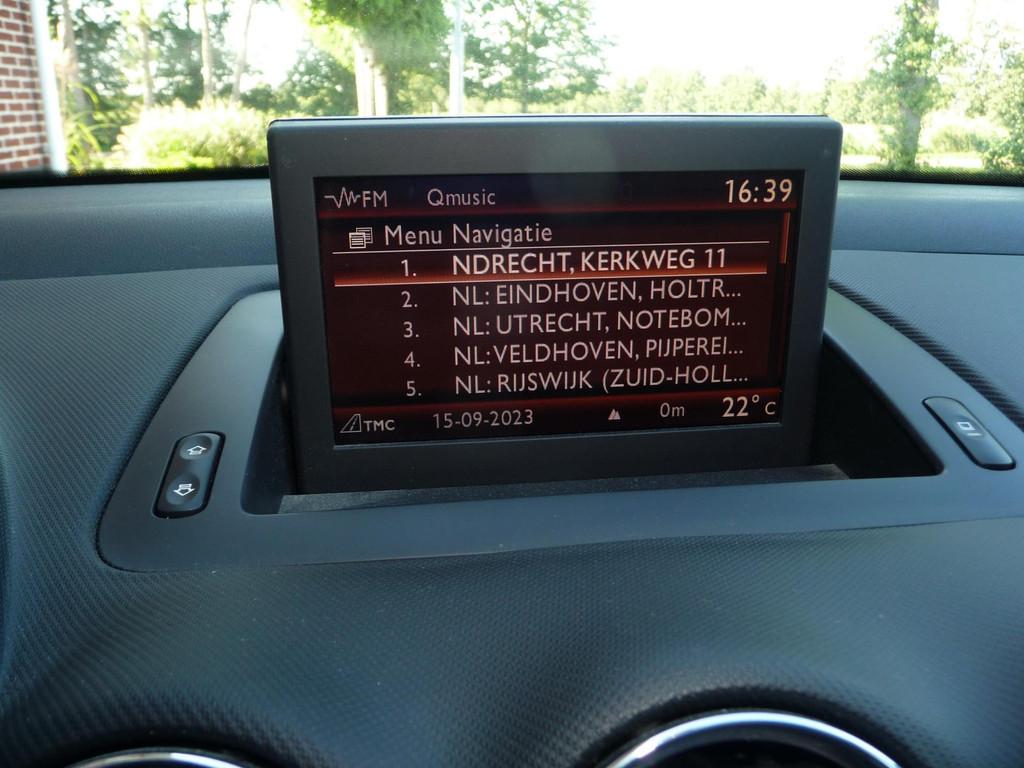 FM Qmusic 16:39
Menu Navigatie
1. NDRECHT, KERKWEG 11
2. NL: EINDHOVEN, HOLTR...
3. NL: UTRECHT, NOTEBOM...
4. NL: VELDHOVEN, PIJPEREI...
5. NL: RIJSWIJK (ZUID-HOLL...
TMC 15-09-2023 0m 22° C